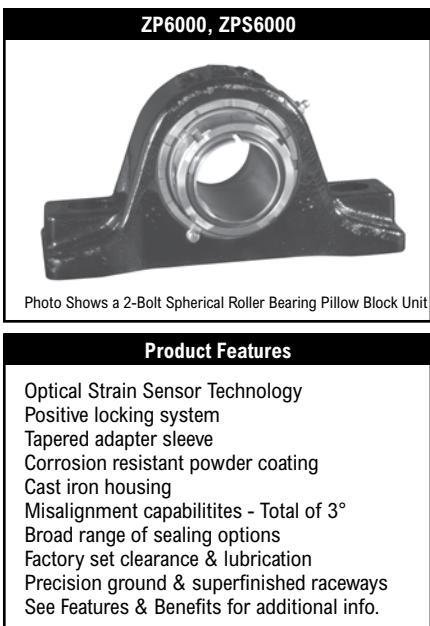 ZP6000, ZPS6000
Photo Shows a 2-Bolt Spherical Roller Bearing Pillow Block Unit
Product Features
Optical Strain Sensor Technology
Positive locking system
Tapered adapter sleeve
Corrosion resistant powder coating
Cast iron housing
Misalignment capabilitites - Total of 3°
Broad range of sealing options
Factory set clearance & lubrication
Precision ground & superfinished raceways
See Features & Benefits for additional info.